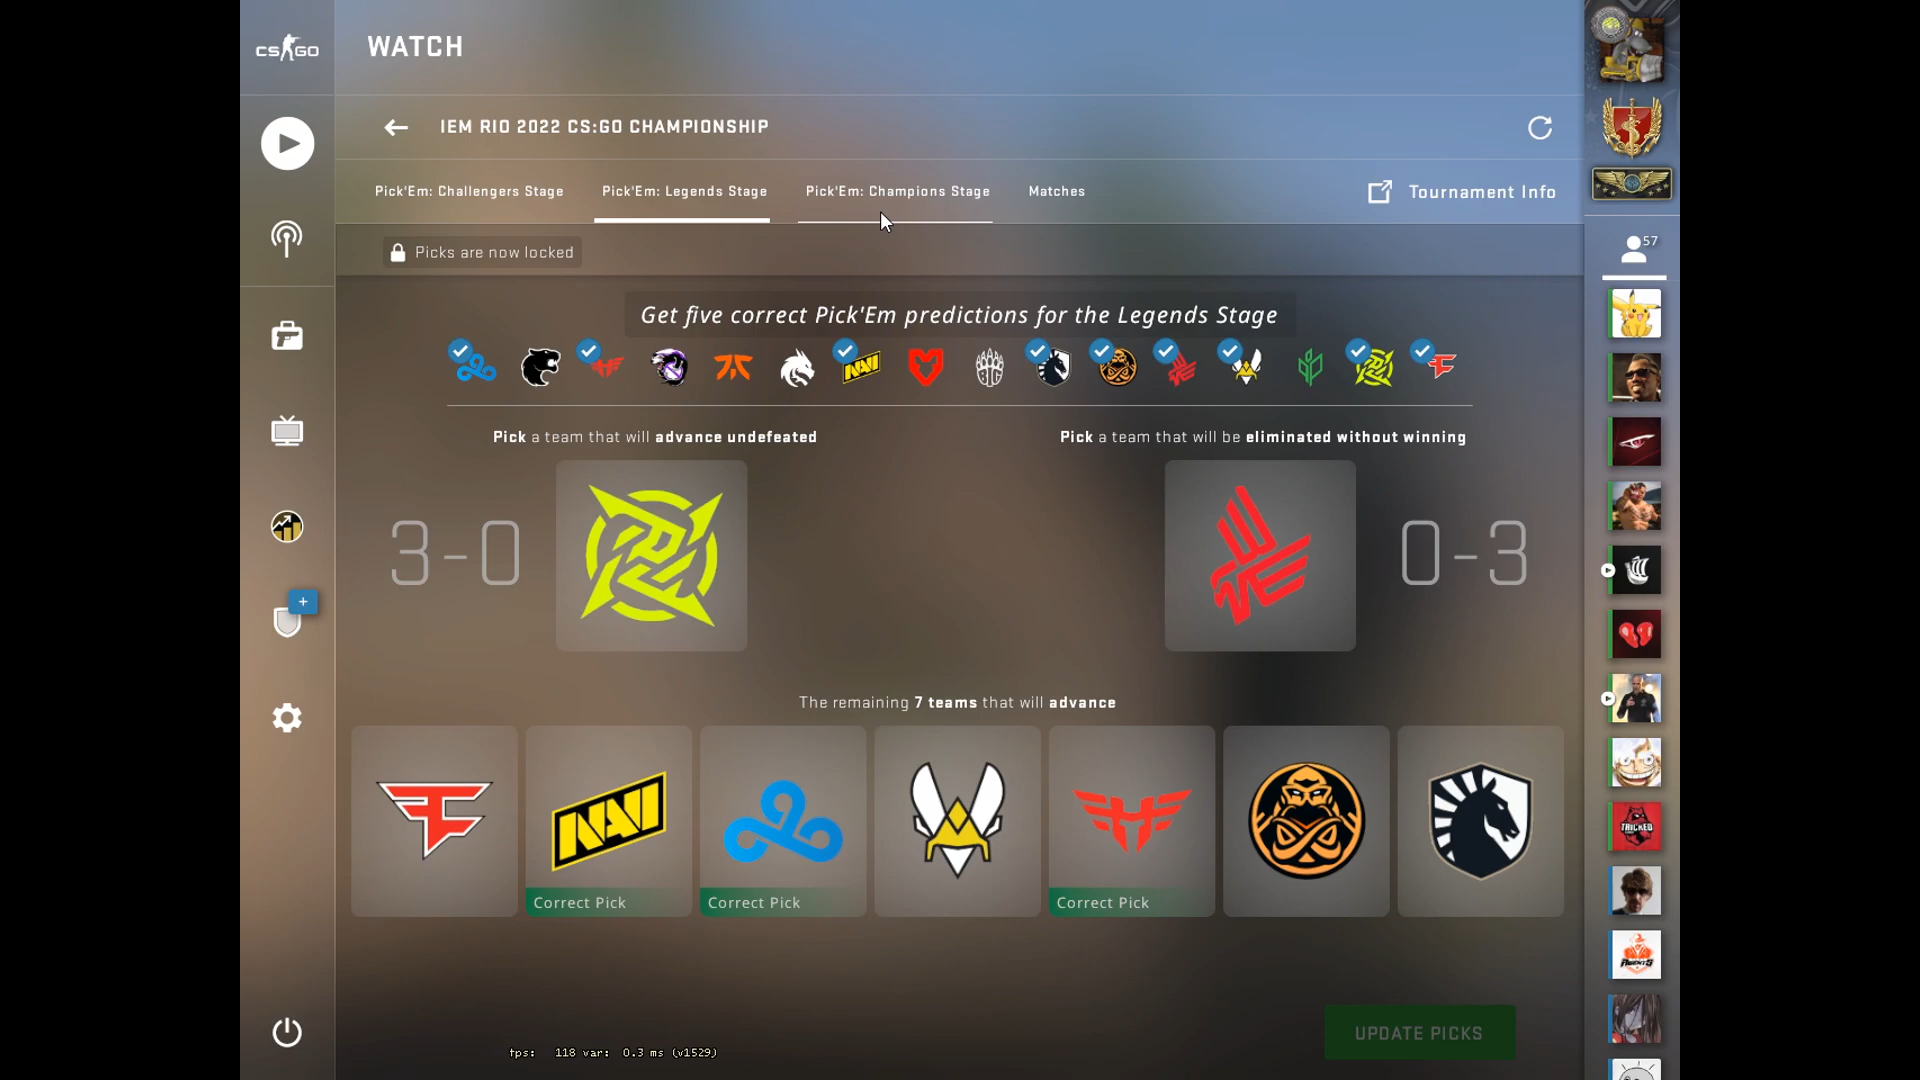 CS GO
WATCH
IEM RIO 2022 CS:GO CHAMPIONSHIP
Pick'Em: Challengers Stage
Pick'Em: Legends Stage
Pick'Em: Champions Stage
Matches
Tournament Info
57
Picks are now locked
Get five correct Pick'Em predictions for the Legends Stage
NAVI
BIG
Pick a team that will advance undefeated
Pick a team that will be eliminated without winning
3-0
0-3
+
The remaining 7 teams that will advance
NAVI
Correct Pick
Correct Pick
Correct Pick
TRICKED
AGENTS
UPDATE PICKS
fps: 118 var: 0.3 ms (v1529)